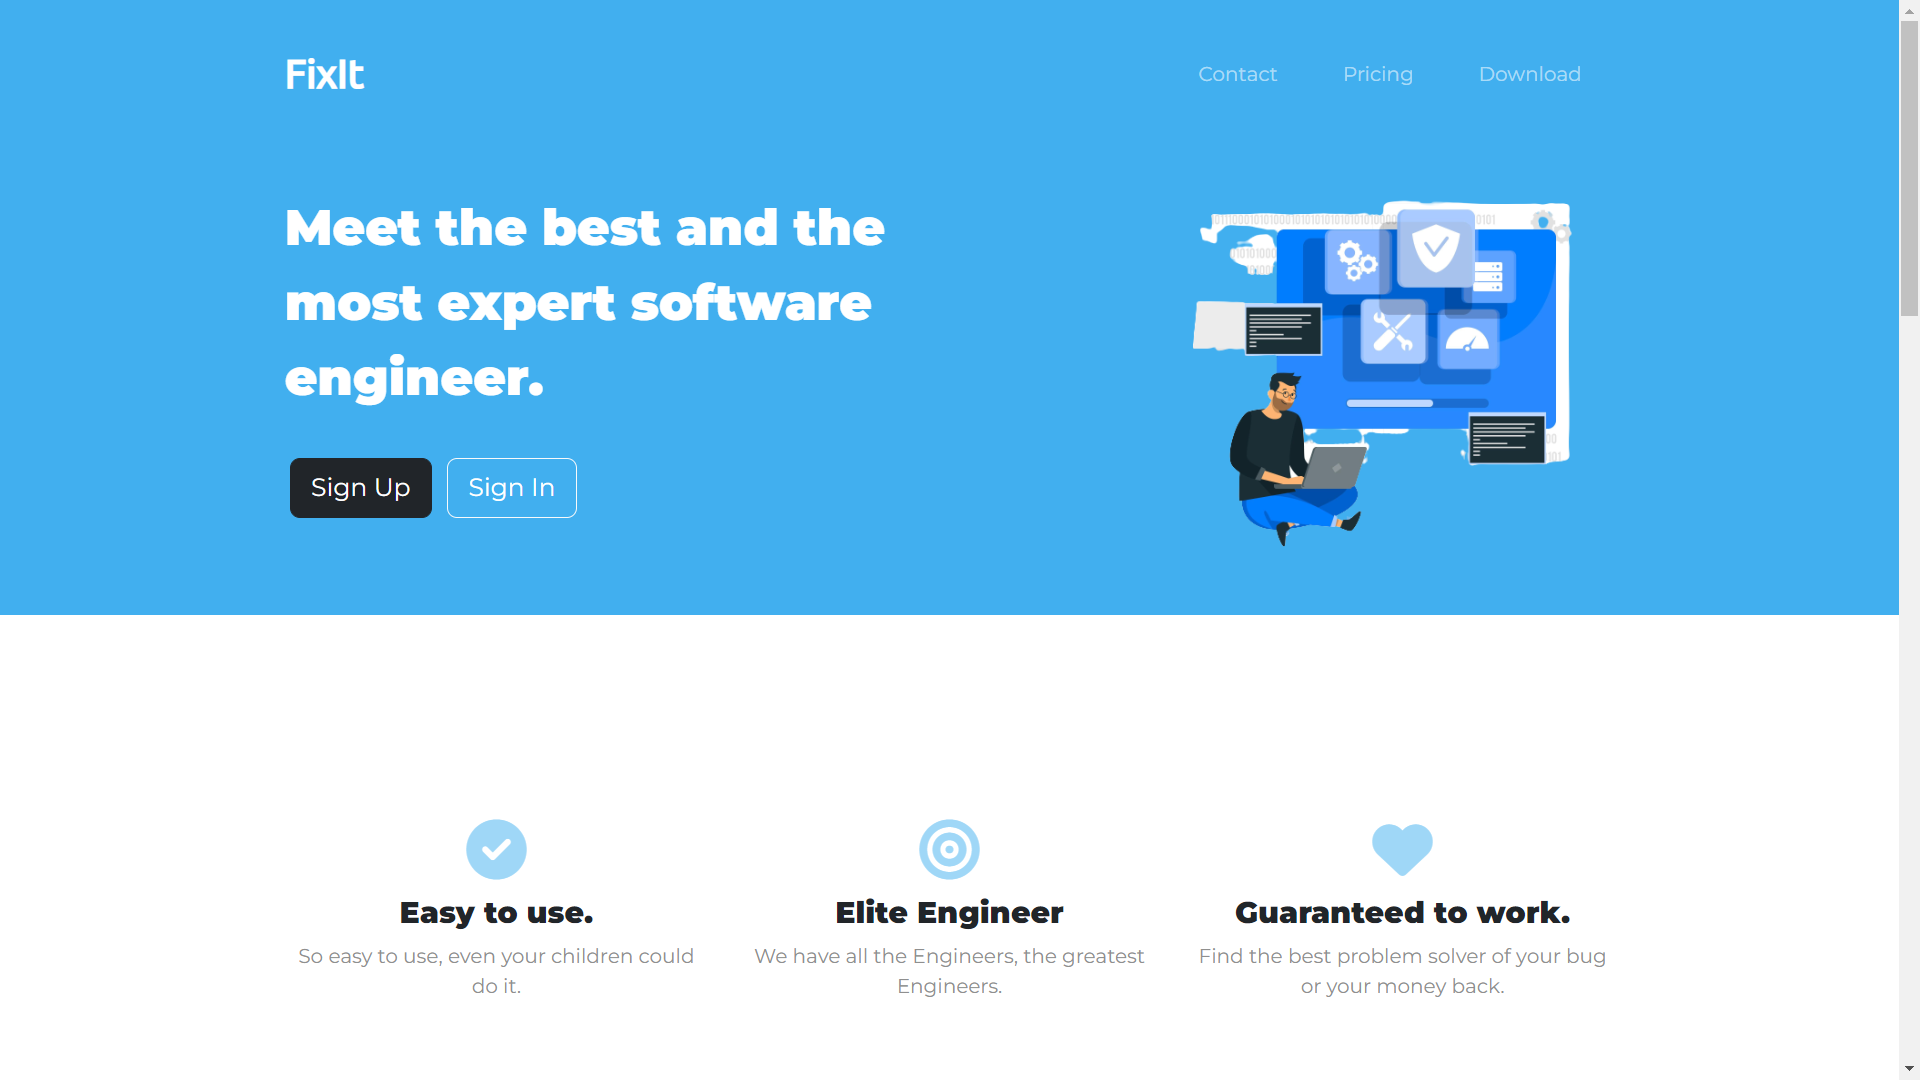 FixIt
Contact
Pricing
Download
Meet the best and the
most expert software
engineer.
Sign Up
Sign In
Easy to use.
So easy to use, even your children could
do it.
Elite Engineer
We have all the Engineers, the greatest
Engineers.
Guaranteed to work.
Find the best problem solver of your bug
or your money back.